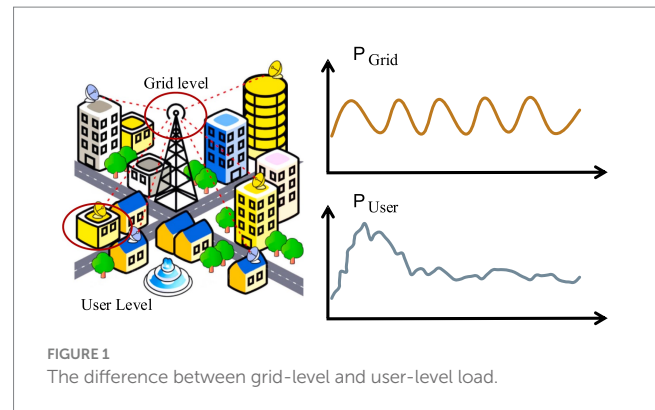 Grid level
P Grid
P User
User Level
FIGURE 1
The difference between grid-level and user-level load.